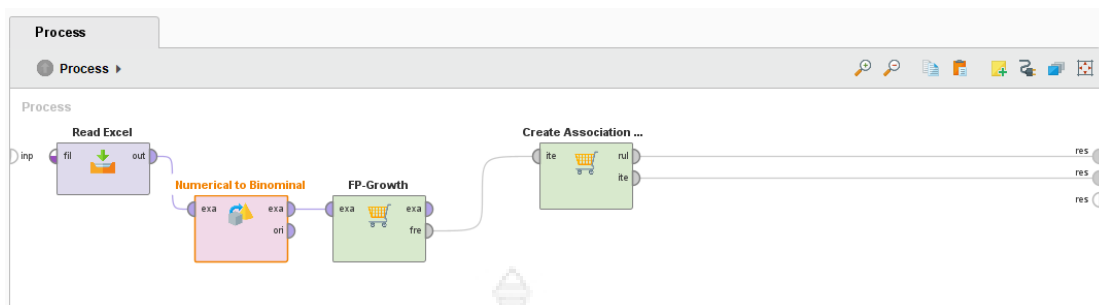 Process
Process
Process
Read Excel
inp
fil
out
Numerical to Binominal
exa
exa
ori
FP-Growth
exa
exa
fre
Create Association ...
ite
rul
ite
res
res
res